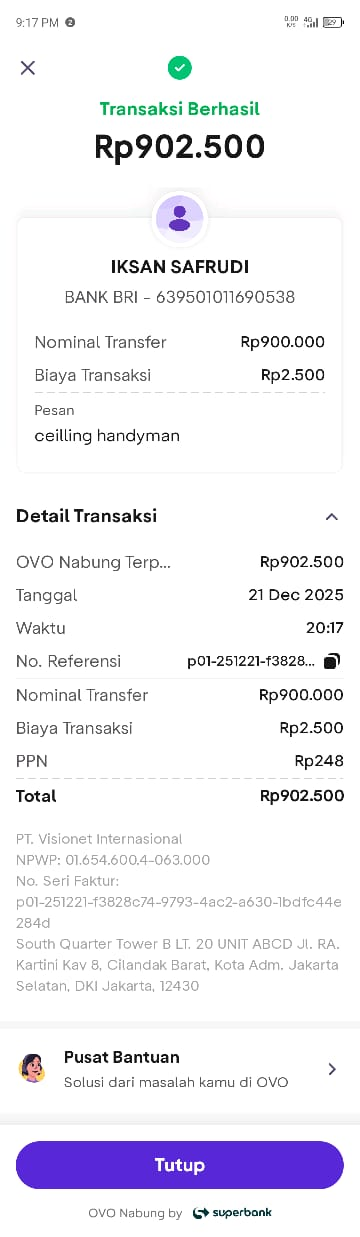 9:17 PM 2
0.00 K/s 4G 29
Transaksi Berhasil
Rp902.500
IKSAN SAFRUDI
BANK BRI - 639501011690538
Nominal Transfer Rp900.000
Biaya Transaksi Rp2.500
Pesan
ceilling handyman
Detail Transaksi
OVO Nabung Terp... Rp902.500
Tanggal 21 Dec 2025
Waktu 20:17
No. Referensi p01-251221-f3828...
Nominal Transfer Rp900.000
Biaya Transaksi Rp2.500
PPN Rp248
Total Rp902.500
PT. Visionet Internasional
NPWP: 01.654.600.4-063.000
No. Seri Faktur:
p01-251221-f3828c74-9793-4ac2-a630-1bdfc44e
284d
South Quarter Tower B LT. 20 UNIT ABCD Jl. RA.
Kartini Kav 8, Cilandak Barat, Kota Adm. Jakarta
Selatan, DKI Jakarta, 12430
Pusat Bantuan
Solusi dari masalah kamu di OVO
Tutup
OVO Nabung by superbank